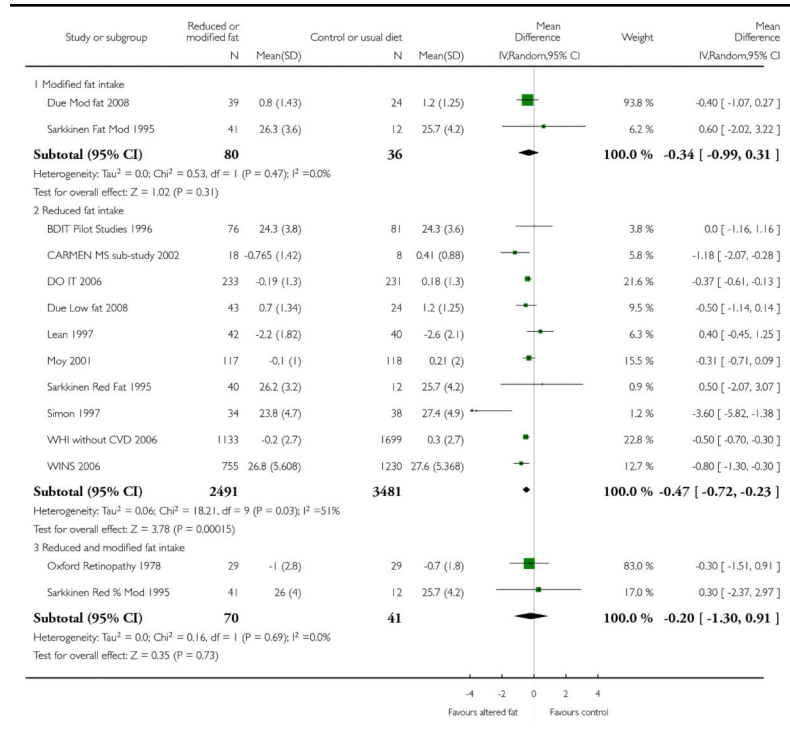 Study or subgroup Reduced or modified fat Control or usual diet Mean Difference Weight Mean Difference
N Mean(SD) N Mean(SD) IV,Random,95% CI IV,Random,95% CI
1 Modified fat intake
Due Mod fat 2008 39 0.8 (1.43) 24 1.2 (1.25) 93.8 % -0.40 [ -1.07, 0.27 ]
Sarkkinen Fat Mod 1995 41 26.3 (3.6) 12 25.7 (4.2) 6.2 % 0.60 [ -2.02, 3.22 ]
Subtotal (95% CI) 80 36 100.0 % -0.34 [ -0.99, 0.31 ]
Heterogeneity: Tau² = 0.0; Chi² = 0.53, df = 1 (P = 0.47); I² =0.0%
Test for overall effect: Z = 1.02 (P = 0.31)
2 Reduced fat intake
BDIT Pilot Studies 1996 76 24.3 (3.8) 81 24.3 (3.6) 3.8 % 0.0 [ -1.16, 1.16 ]
CARMEN MS sub-study 2002 18 -0.765 (1.42) 8 0.41 (0.88) 5.8 % -1.18 [ -2.07, -0.28 ]
DO IT 2006 233 -0.19 (1.3) 231 0.18 (1.3) 21.6 % -0.37 [ -0.61, -0.13 ]
Due Low fat 2008 43 0.7 (1.34) 24 1.2 (1.25) 9.5 % -0.50 [ -1.14, 0.14 ]
Lean 1997 42 -2.2 (1.82) 40 -2.6 (2.1) 6.3 % 0.40 [ -0.45, 1.25 ]
Moy 2001 117 -0.1 (1) 118 0.21 (2) 15.5 % -0.31 [ -0.71, 0.09 ]
Sarkkinen Red Fat 1995 40 26.2 (3.2) 12 25.7 (4.2) 0.9 % 0.50 [ -2.07, 3.07 ]
Simon 1997 34 23.8 (4.7) 38 27.4 (4.9) 1.2 % -3.60 [ -5.82, -1.38 ]
WHI without CVD 2006 1133 -0.2 (2.7) 1699 0.3 (2.7) 22.8 % -0.50 [ -0.70, -0.30 ]
WINS 2006 755 26.8 (5.608) 1230 27.6 (5.368) 12.7 % -0.80 [ -1.30, -0.30 ]
Subtotal (95% CI) 2491 3481 100.0 % -0.47 [ -0.72, -0.23 ]
Heterogeneity: Tau² = 0.06; Chi² = 18.21, df = 9 (P = 0.03); I² =51%
Test for overall effect: Z = 3.78 (P = 0.00015)
3 Reduced and modified fat intake
Oxford Retinopathy 1978 29 -1 (2.8) 29 -0.7 (1.8) 83.0 % -0.30 [ -1.51, 0.91 ]
Sarkkinen Red % Mod 1995 41 26 (4) 12 25.7 (4.2) 17.0 % 0.30 [ -2.37, 2.97 ]
Subtotal (95% CI) 70 41 100.0 % -0.20 [ -1.30, 0.91 ]
Heterogeneity: Tau² = 0.0; Chi² = 0.16, df = 1 (P = 0.69); I² =0.0%
Test for overall effect: Z = 0.35 (P = 0.73)
-4 -2 0 2 4
Favours altered fat Favours control